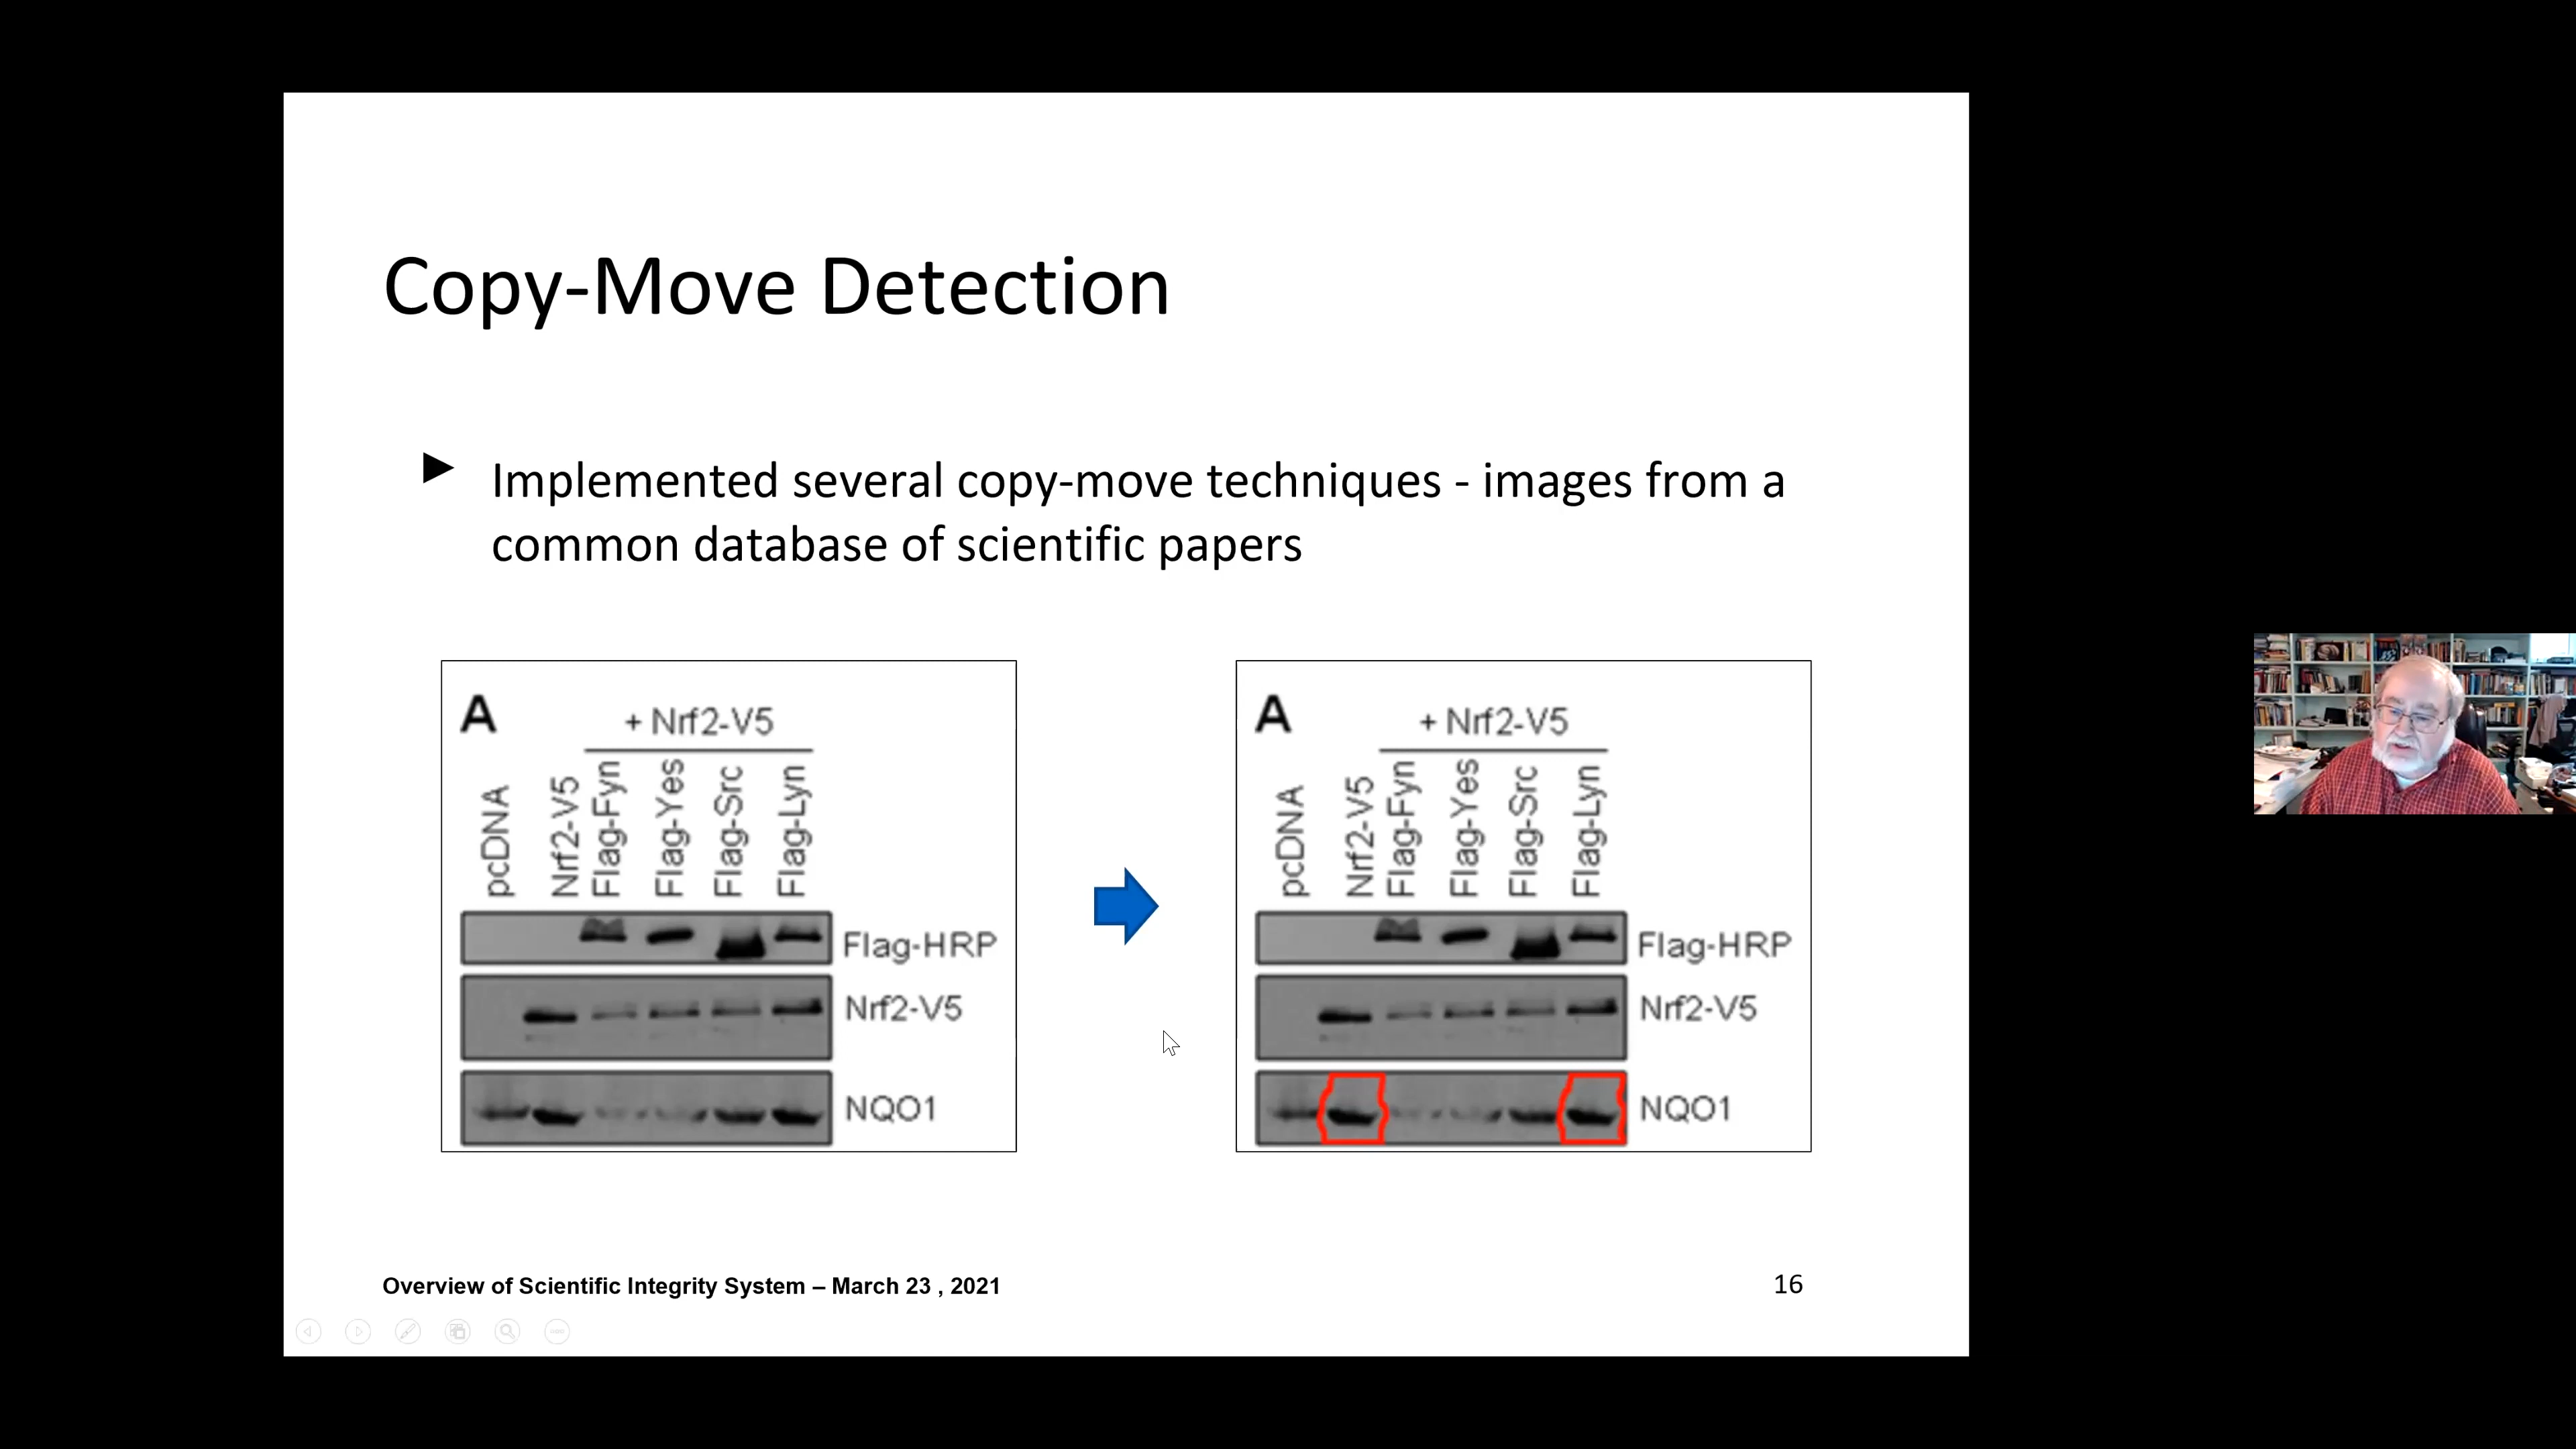 Copy-Move Detection
► Implemented several copy-move techniques - images from a
common database of scientific papers
A
+ Nrf2-V5
pcDNA
Nrf2-V5
Flag-Fyn
Flag-Yes
Flag-Src
Flag-Lyn
Flag-HRP
Nrf2-V5
NQO1
A
+ Nrf2-V5
pcDNA
Nrf2-V5
Flag-Fyn
Flag-Yes
Flag-Src
Flag-Lyn
Flag-HRP
Nrf2-V5
NQO1
Overview of Scientific Integrity System – March 23 , 2021
16